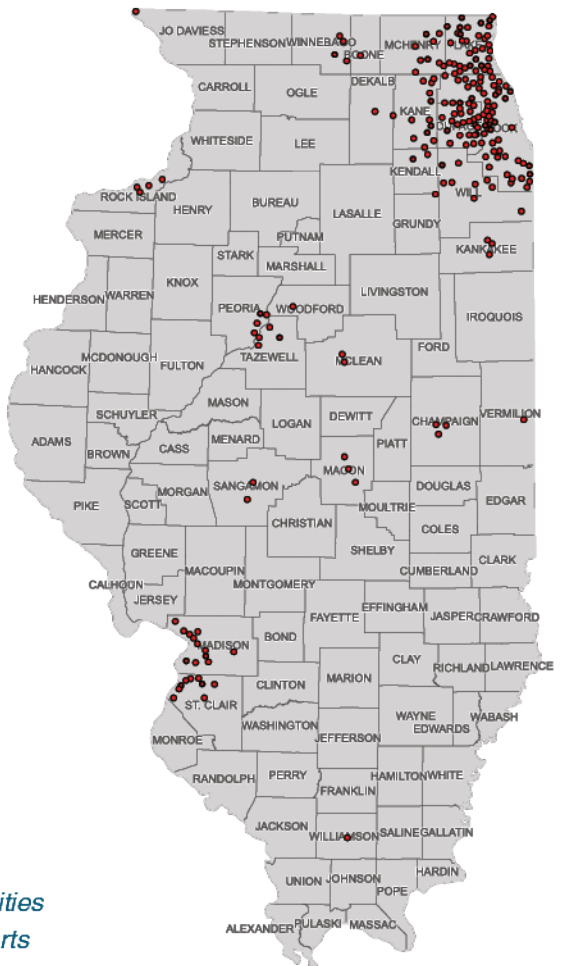 JO DAVIESS
STEPHENSON
WINNEBAGO
BOONE
MCHENRY
LAKE
CARROLL
OGLE
DEKALB
KANE
DUPAGE
COOK
WHITESIDE
LEE
KENDALL
WILL
ROCK ISLAND
HENRY
BUREAU
LASALLE
GRUNDY
MERCER
PUTNAM
KANKAKEE
STARK
MARSHALL
KNOX
LIVINGSTON
HENDERSON
WARREN
PEORIA
WOODFORD
IROQUOIS
FORD
MCDONOUGH
TAZEWELL
MCLEAN
HANCOCK
FULTON
MASON
SCHUYLER
LOGAN
DEWITT
CHAMPAIGN
VERMILION
ADAMS
BROWN
CASS
MENARD
PIATT
MACON
SANGAMON
MORGAN
DOUGLAS
EDGAR
PIKE
SCOTT
MOULTRIE
CHRISTIAN
COLES
SHELBY
GREENE
CLARK
MACOUPIN
CUMBERLAND
CALHOUN
MONTGOMERY
JERSEY
EFFINGHAM
FAYETTE
JASPER
CRAWFORD
BOND
MADISON
CLAY
RICHLAND
LAWRENCE
MARION
CLINTON
ST. CLAIR
WAYNE
EDWARDS
WABASH
WASHINGTON
MONROE
JEFFERSON
RANDOLPH
PERRY
HAMILTON
WHITE
FRANKLIN
JACKSON
WILLIAMSON
SALINE
GALLATIN
HARDIN
UNION
JOHNSON
POPE
ities
rts
ALEXANDER
PULASKI
MASSAC